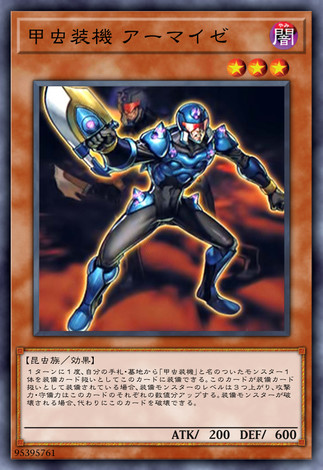 甲虫装機 アーマイゼ
闇
やみ
【昆虫族／効果】
１ターンに１度、自分の手札・墓地から「甲虫装機」と名のついたモンスター１
体を装備カード扱いとしてこのカードに装備できる。このカードが装備カード
扱いとして装備されている場合、装備モンスターのレベルは３つ上がり、攻撃
力・守備力はこのカードのそれぞれの数値分アップする。装備モンスターが破
壊される場合、代わりにこのカードを破壊できる。
ATK/ 200 DEF/ 600
95395761